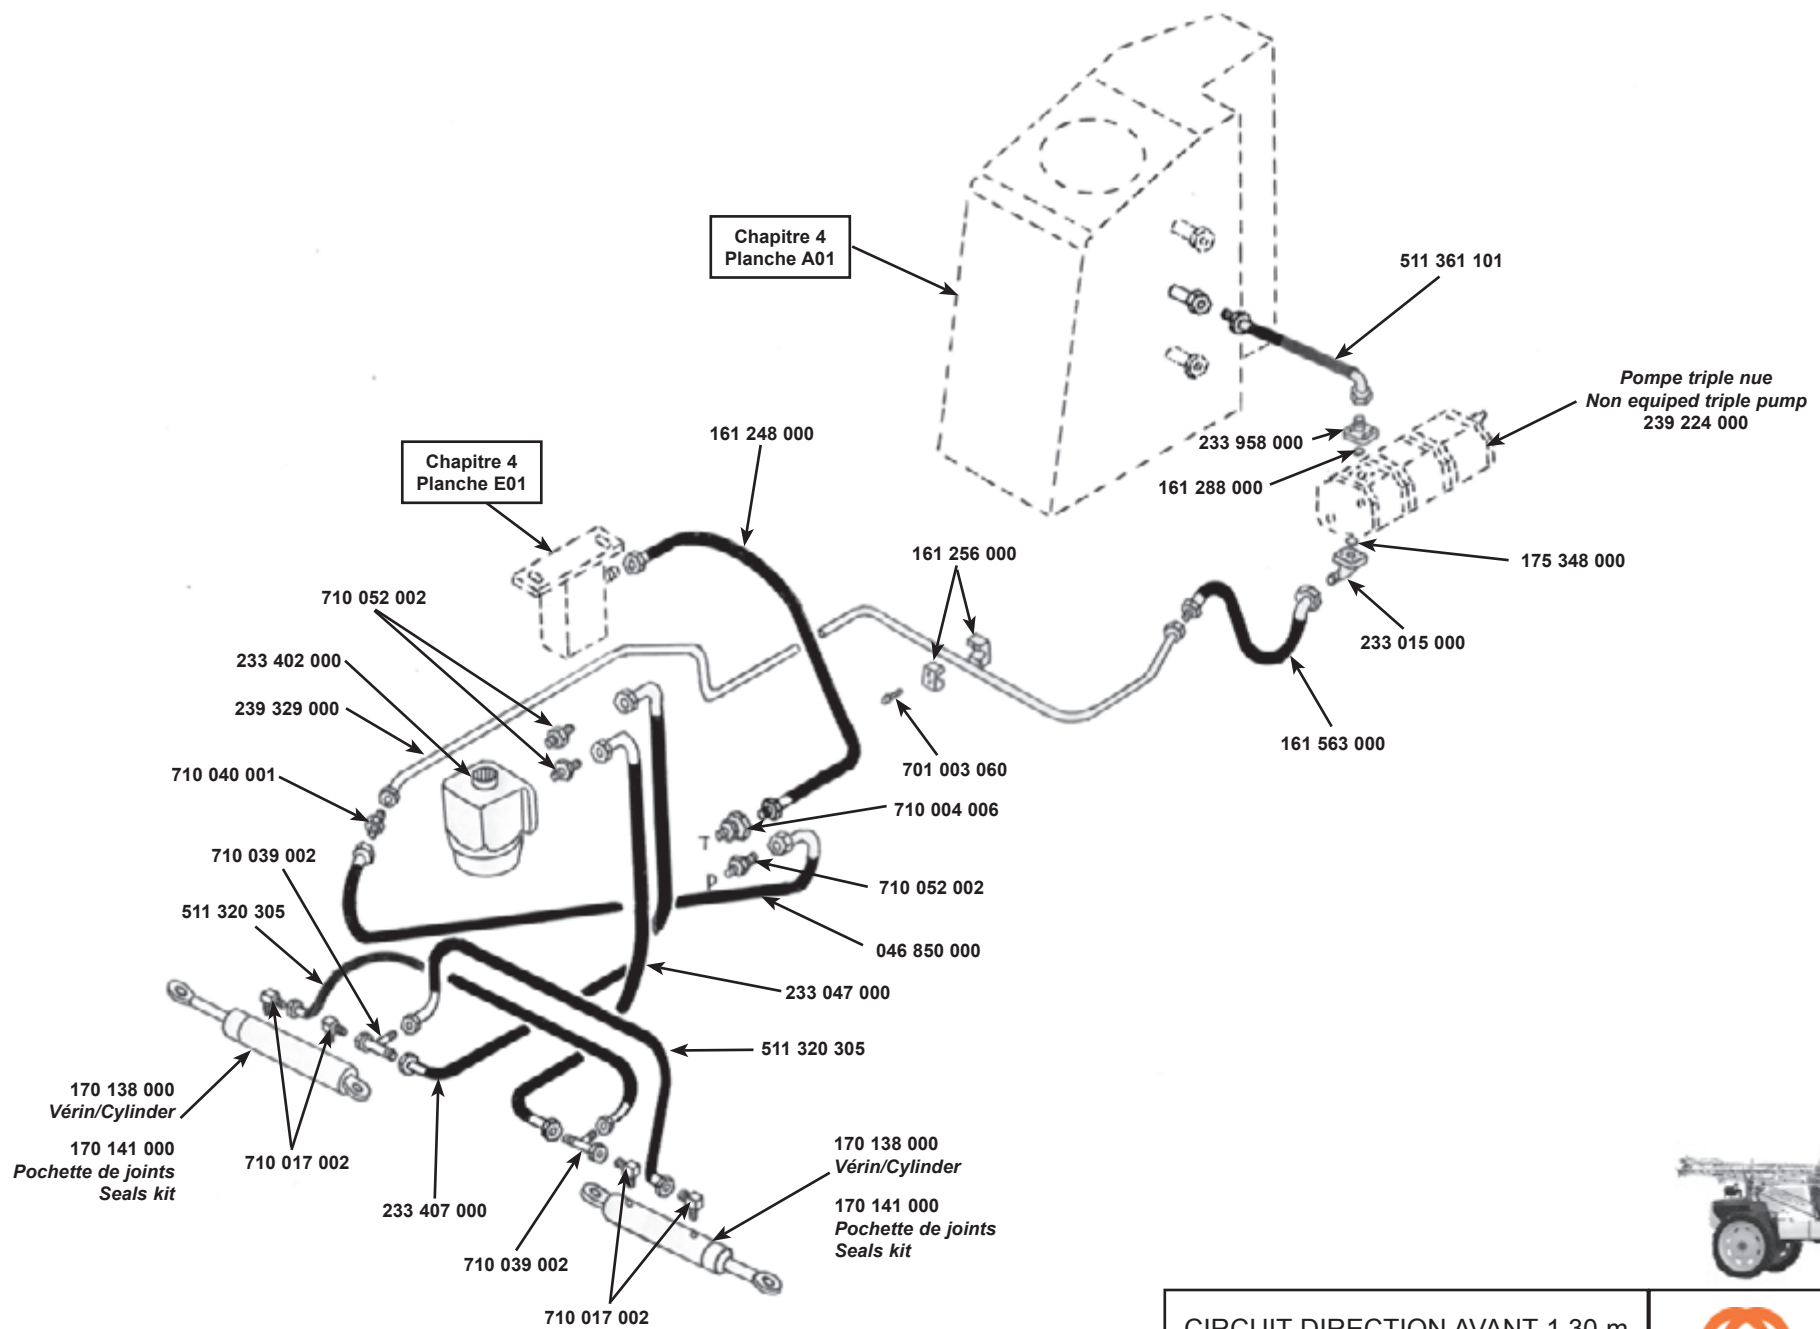 Chapitre 4
Planche A01
511 361 101
Pompe triple nue
Non equiped triple pump
239 224 000
161 248 000
233 958 000
Chapitre 4
Planche E01
161 288 000
161 256 000
175 348 000
710 052 002
233 402 000
233 015 000
239 329 000
161 563 000
710 040 001
701 003 060
710 004 006
T
710 039 002
P
710 052 002
511 320 305
046 850 000
233 047 000
511 320 305
170 138 000
Vérin/Cylinder
170 141 000
Pochette de joints
Seals kit
710 017 002
170 138 000
Vérin/Cylinder
233 407 000
170 141 000
Pochette de joints
Seals kit
710 039 002
710 017 002
CIRCUIT DIRECTION AVANT 1,30 m